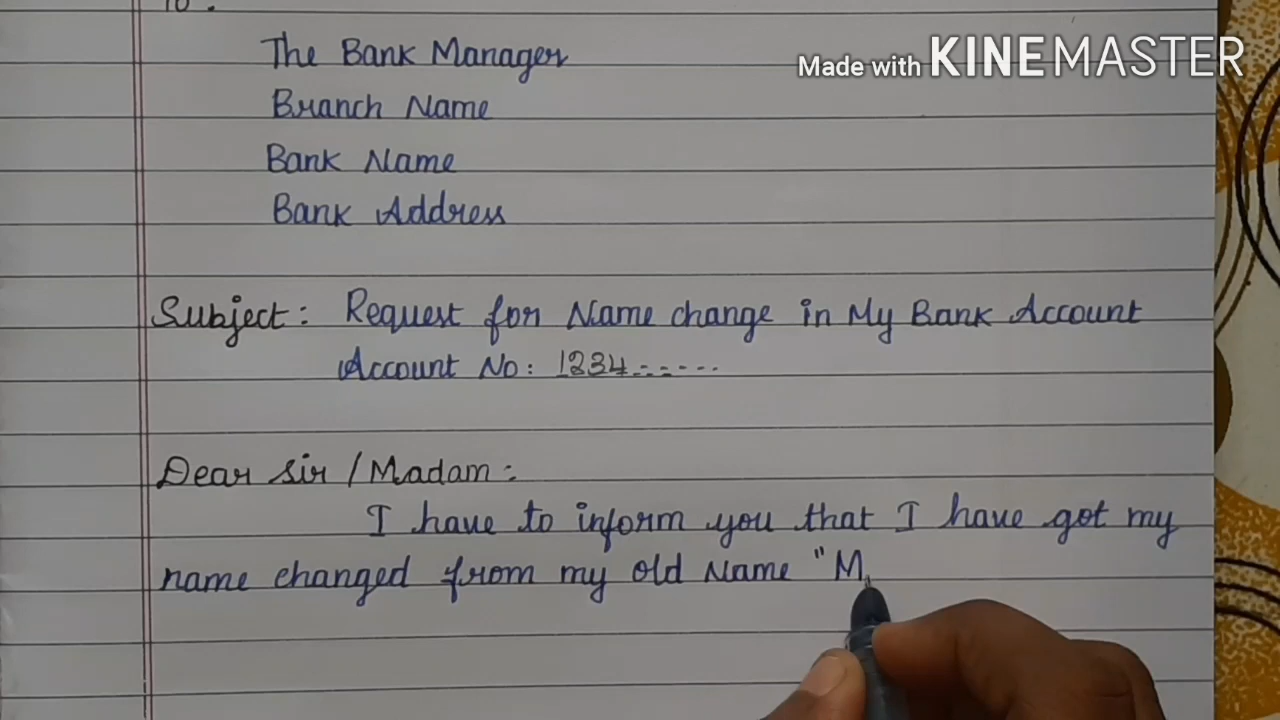 To :
Made with KINEMASTER
The Bank Manager
Branch Name
Bank Name
Bank Address
Subject : Request for Name change in My Bank Account
Account No : 1234.......
Dear Sir / Madam :
I have to inform you that I have got my
name changed from my old Name "M